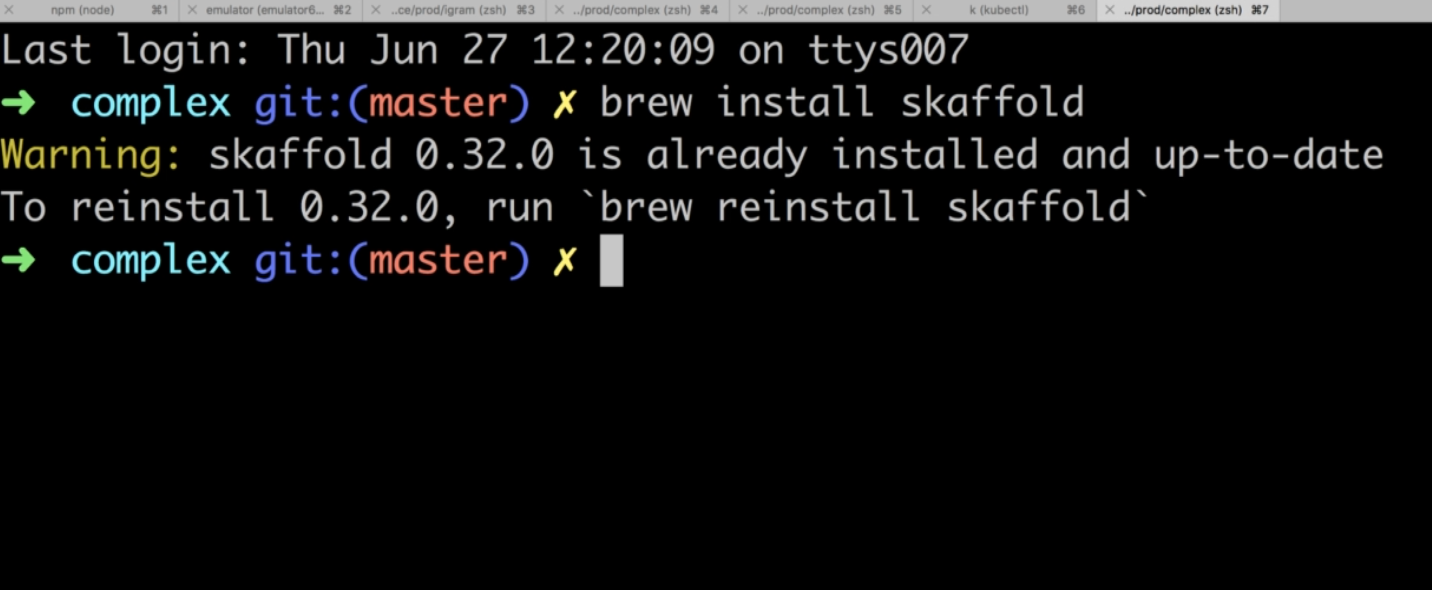 npm (node) ⌘1 emulator (emulator6... ⌘2 ..ce/prod/igram (zsh) ⌘3 ../prod/complex (zsh) ⌘4 ../prod/complex (zsh) ⌘5 k (kubectl) ⌘6 ../prod/complex (zsh) ⌘7
Last login: Thu Jun 27 12:20:09 on ttys007
➜ complex git:(master) ✗ brew install skaffold
Warning: skaffold 0.32.0 is already installed and up-to-date
To reinstall 0.32.0, run `brew reinstall skaffold`
➜ complex git:(master) ✗